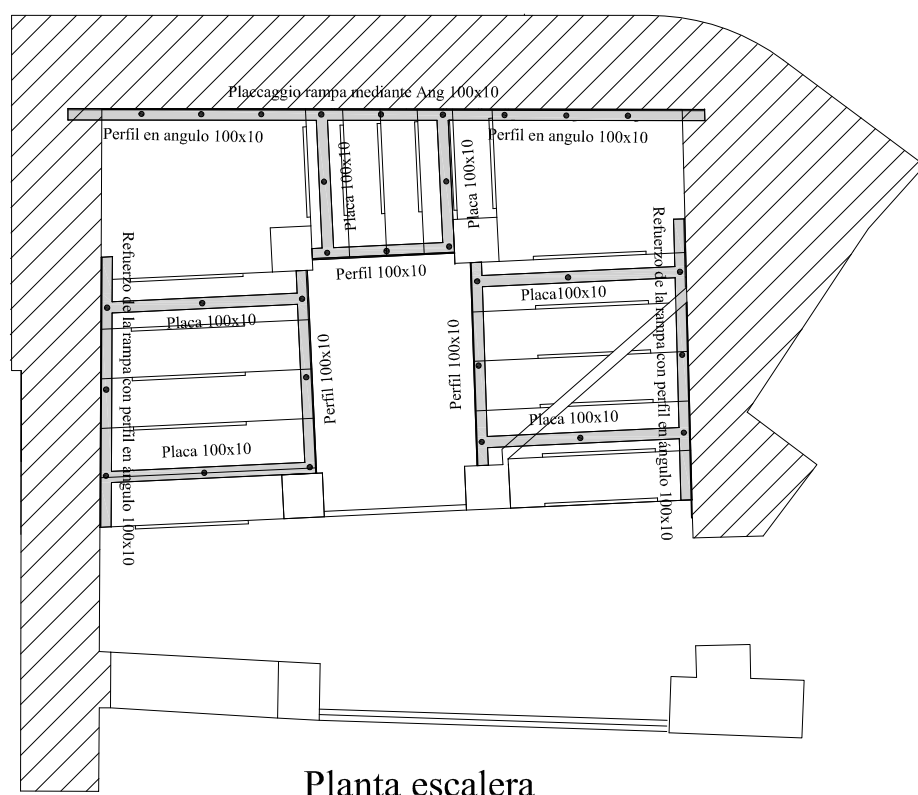 Placcaggio rampa mediante Ang 100x10
Perfil en angulo 100x10
Perfil en angulo 100x10
Placa 100x10
Placa 100x10
Perfil 100x10
Refuerzo de la rampa con perfil en ángulo 100x10
Placa 100x10
Perfil 100x10
Perfil 100x10
Placa100x10
Refuerzo de la rampa con perfil en ángulo 100x10
Placa 100x10
Placa 100x10
Planta escalera